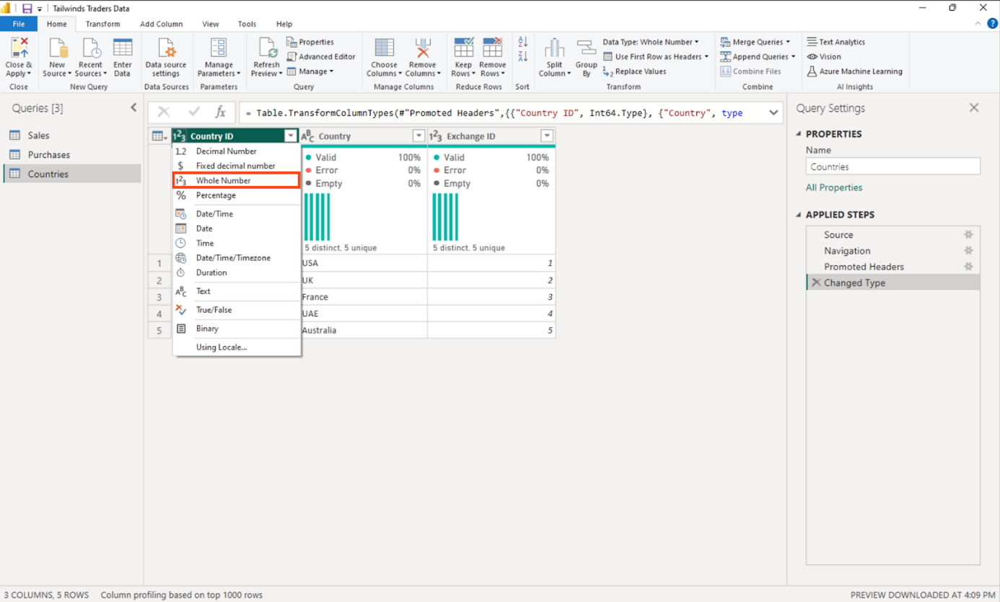 Tailwinds Traders Data
File Home Transform Add Column View Tools Help
Close & Apply
New Source
Recent Sources
Enter Data
Data source settings
Manage Parameters
Refresh Preview
Properties
Advanced Editor
Manage
Choose Columns
Remove Columns
Keep Rows
Remove Rows
Split Column
Group By
Data Type: Whole Number
Use First Row as Headers
Replace Values
Merge Queries
Append Queries
Combine Files
Text Analytics
Vision
Azure Machine Learning
Close New Query Data Sources Parameters Query Manage Columns Reduce Rows Sort Transform Combine AI Insights
Queries [3]
Sales
Purchases
Countries
fx = Table.TransformColumnTypes(#"Promoted Headers",{{"Country ID", Int64.Type}, {"Country", type
123 Country ID ABC Country 123 Exchange ID
1.2 Decimal Number
$ Fixed decimal number
123 Whole Number
% Percentage
Date/Time
Date
Time
Date/Time/Timezone
Duration
ABC Text
True/False
Binary
Using Locale...
Valid 100% Valid 100%
Error 0% Error 0%
Empty 0% Empty 0%
5 distinct, 5 unique 5 distinct, 5 unique
1 USA 1
2 UK 2
3 France 3
4 UAE 4
5 Australia 5
Query Settings
PROPERTIES
Name
Countries
All Properties
APPLIED STEPS
Source
Navigation
Promoted Headers
Changed Type
3 COLUMNS, 5 ROWS Column profiling based on top 1000 rows PREVIEW DOWNLOADED AT 4:09 PM